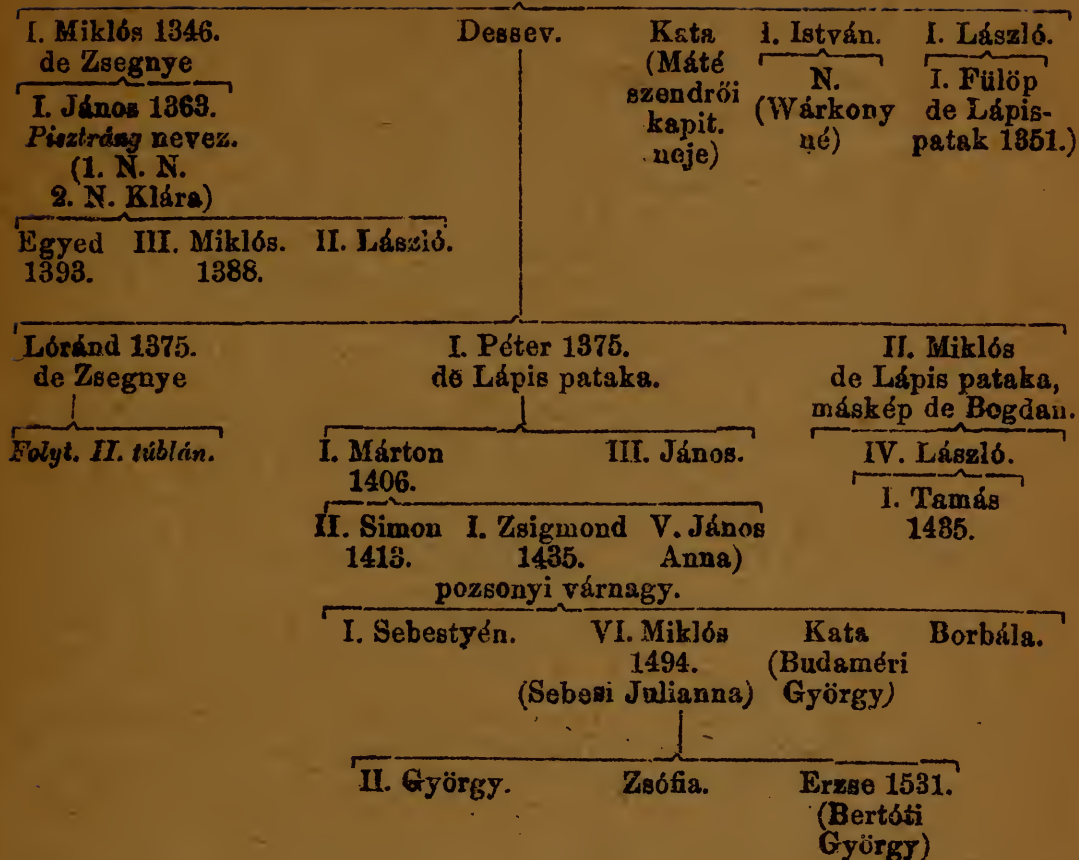 I. Miklós 1346. Dessev. Kata I. István. I. László.
de Zsegnye (Máté N. I. Fülöp
I. János 1363. szendrői (Wárkony de Lápis-
Pisztráng nevez. kapit. né) patak 1351.)
(1. N. N. neje)
2. N. Klára)
Egyed III. Miklós. II. László.
1393. 1388.
Lóránd 1375. I. Péter 1375. II. Miklós
de Zsegnye de Lápis pataka. de Lápis pataka,
máskép de Bogdan.
Folyt. II. táblán. I. Márton III. János. IV. László.
1406. I. Tamás
II. Simon I. Zsigmond V. János 1435.
1413. 1435. Anna)
pozsonyi várnagy.
I. Sebestyén. VI. Miklós Kata Borbála.
1494. (Budaméri
(Sebesi Julianna) György)
II. György. Zsófia. Erzse 1531.
(Bertóti
György)